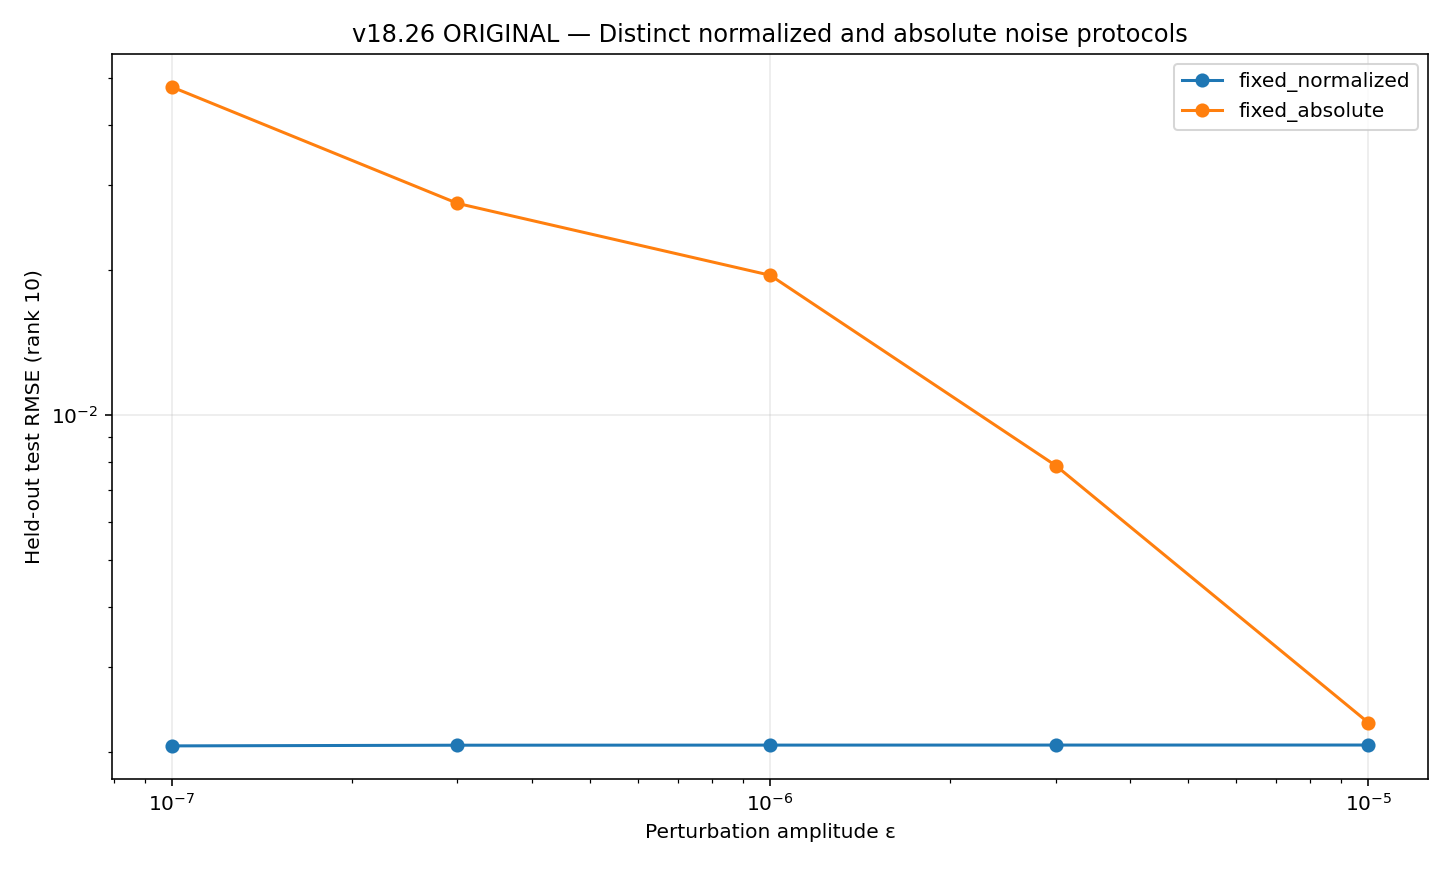 v18.26 ORIGINAL — Distinct normalized and absolute noise protocols
fixed_normalized
fixed_absolute
Held-out test RMSE (rank 10)
10⁻²
10⁻⁷ 10⁻⁶ 10⁻⁵
Perturbation amplitude ε